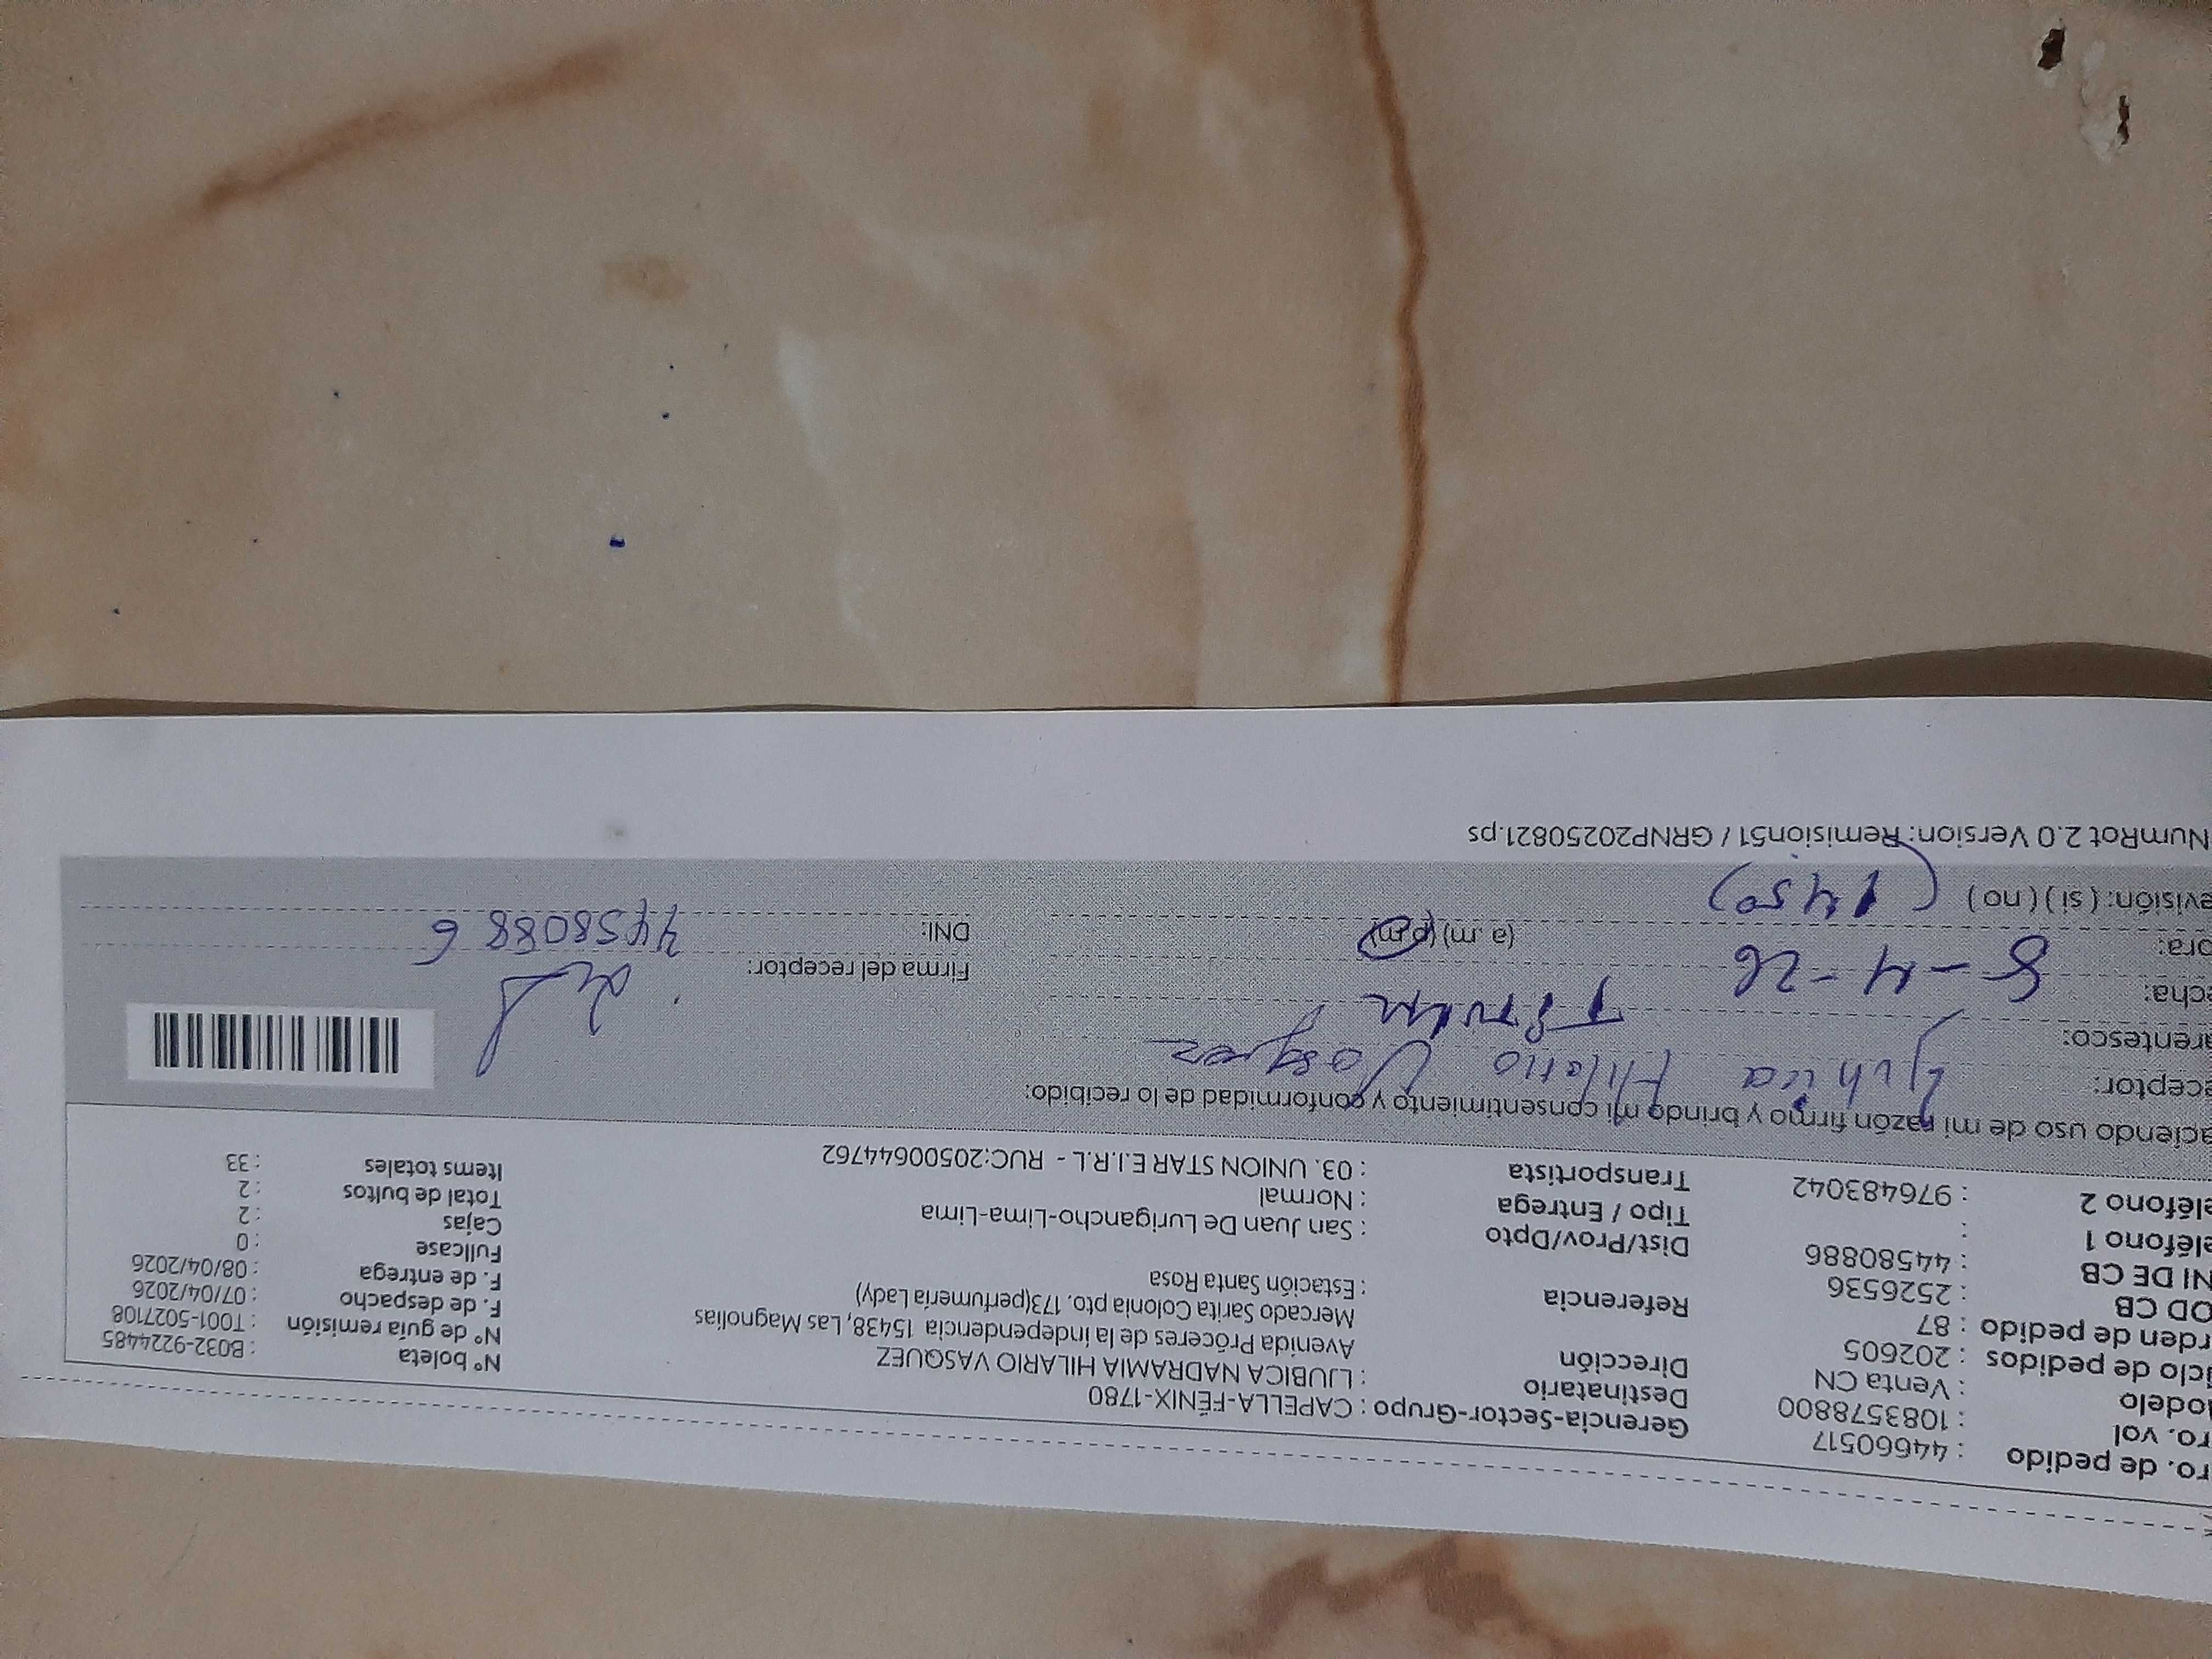 ro. de pedido : 44660517
ro. vol : 1083578800
odelo : Venta CN
iclo de pedidos : 202605
rden de pedido : 87
OD CB : 2526536
NI DE CB : 44580886
eléfono 1 :
eléfono 2 : 976483042
Gerencia-Sector-Grupo : CAPELLA-FÉNIX-1780
Destinatario : LJUBICA NADRAMIA HILARIO VASQUEZ
Dirección Avenida Próceres de la independencia 15438, Las Magnolias
Mercado Sarita Colonia pto. 173(perfumeria Lady)
Referencia : Estación Santa Rosa
Dist/Prov/Dpto : San Juan De Lurigancho-Lima-Lima
Tipo / Entrega : Normal
Transportista : 03. UNION STAR E.I.R.L - RUC:20500644762
N° boleta : B032-9224485
N° de guía remisión : T001-5027108
F. de despacho : 07/04/2026
F. de entrega : 08/04/2026
Fullcase : 0
Cajas : 2
Total de bultos : 2
Items totales : 33
aciendo uso de mi razón firmo y brindo mi consentimiento y conformidad de lo recibido:
eceptor: Hilario Vasquez
arentesco: Titular
echa: 8-4-26
ora: (a .m) (p.m)
evisión: ( si ) ( no ) (1450)
Firma del receptor:
DNI: 44580886
NumRot 2.0 Version: Remision51 / GRNP20250821.ps